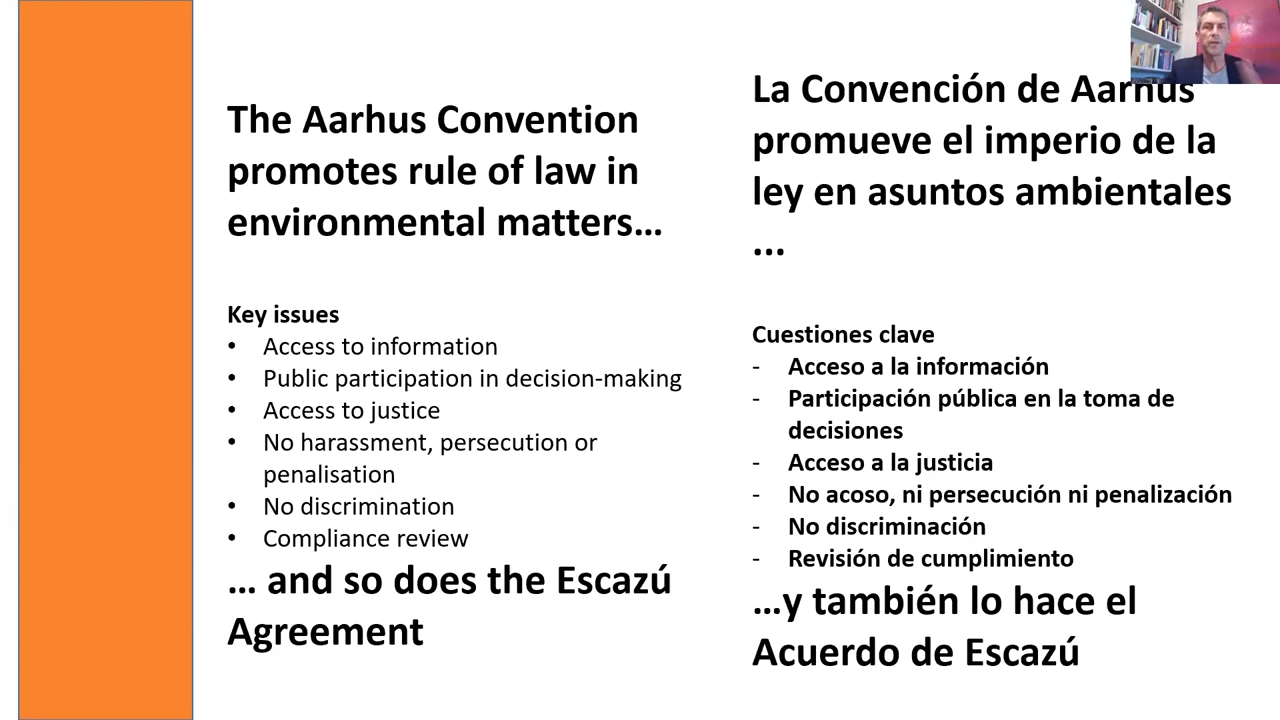 The Aarhus Convention
promotes rule of law in
environmental matters…
Key issues
• Access to information
• Public participation in decision-making
• Access to justice
• No harassment, persecution or
penalisation
• No discrimination
• Compliance review
… and so does the Escazú
Agreement
La Convención de Aarhus
promueve el imperio de la
ley en asuntos ambientales
...
Cuestiones clave
- Acceso a la información
- Participación pública en la toma de
decisiones
- Acceso a la justicia
- No acoso, ni persecución ni penalización
- No discriminación
- Revisión de cumplimiento
…y también lo hace el
Acuerdo de Escazú